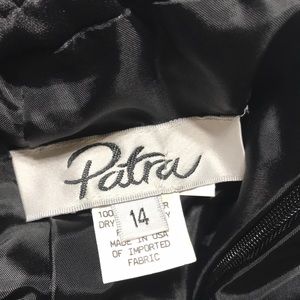 Patra
14
100
DRY
MADE IN USA
OF IMPORTED
FABRIC